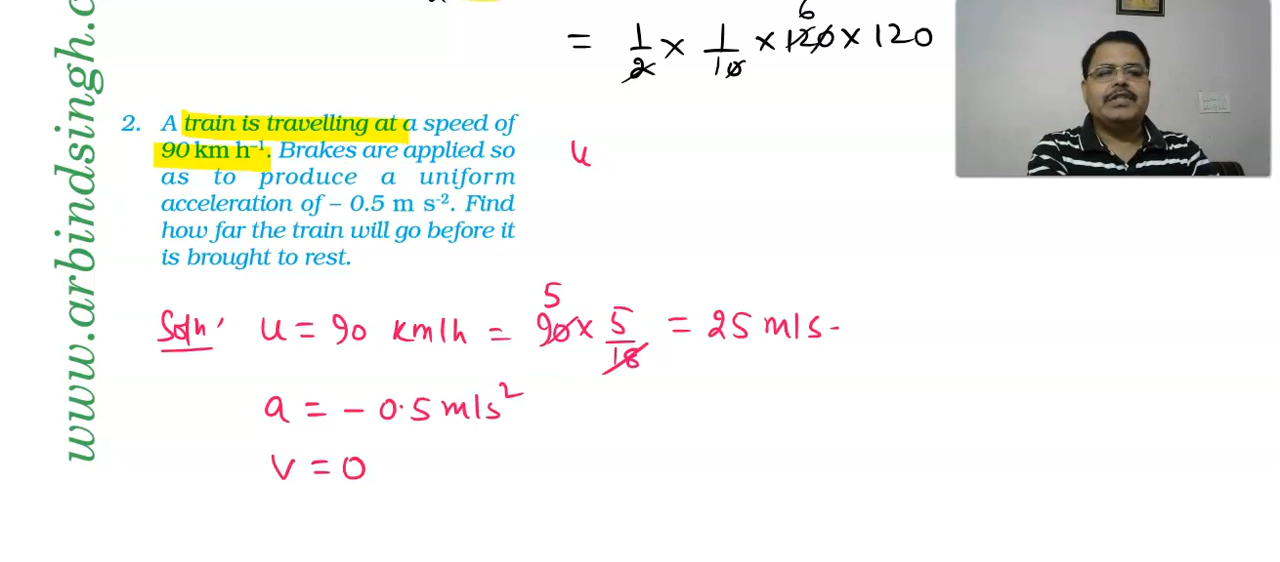 = 1/2 × 1/10 × 120 × 120
6
www.arbindsingh.c
2. A train is travelling at a speed of
90 km h⁻¹. Brakes are applied so
as to produce a uniform
acceleration of – 0.5 m s⁻². Find
how far the train will go before it
is brought to rest.
u
Soln' u = 90 km/h = 90 × 5/18 = 25 m/s.
5
a = - 0.5 m/s²
v = 0